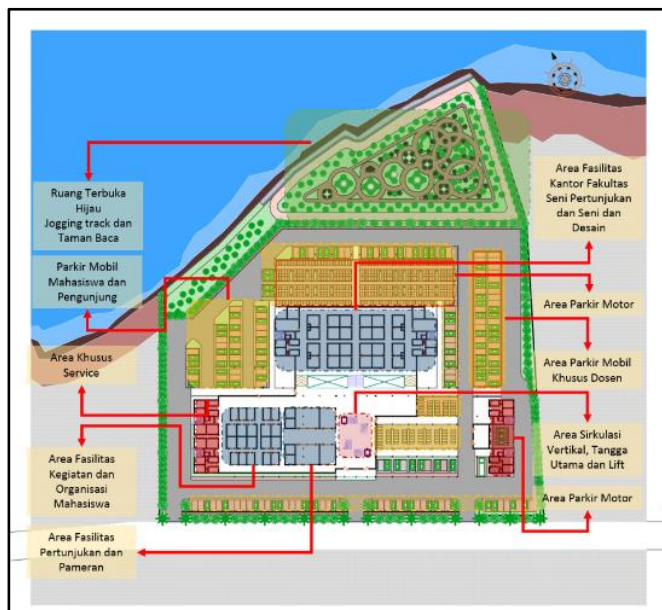 Ruang Terbuka
Hijau
Jogging track dan
Taman Baca
Parkir Mobil
Mahasiswa dan
Pengunjung
Area Khusus
Service
Area Fasilitas
Kegiatan dan
Organisasi
Mahasiswa
Area Fasilitas
Pertunjukan dan
Pameran
Area Fasilitas
Kantor Fakultas
Seni Pertunjukan
dan Seni dan
Desain
Area Parkir Motor
Area Parkir Mobil
Khusus Dosen
Area Sirkulasi
Vertikal, Tangga
Utama dan Lift
Area Parkir Motor